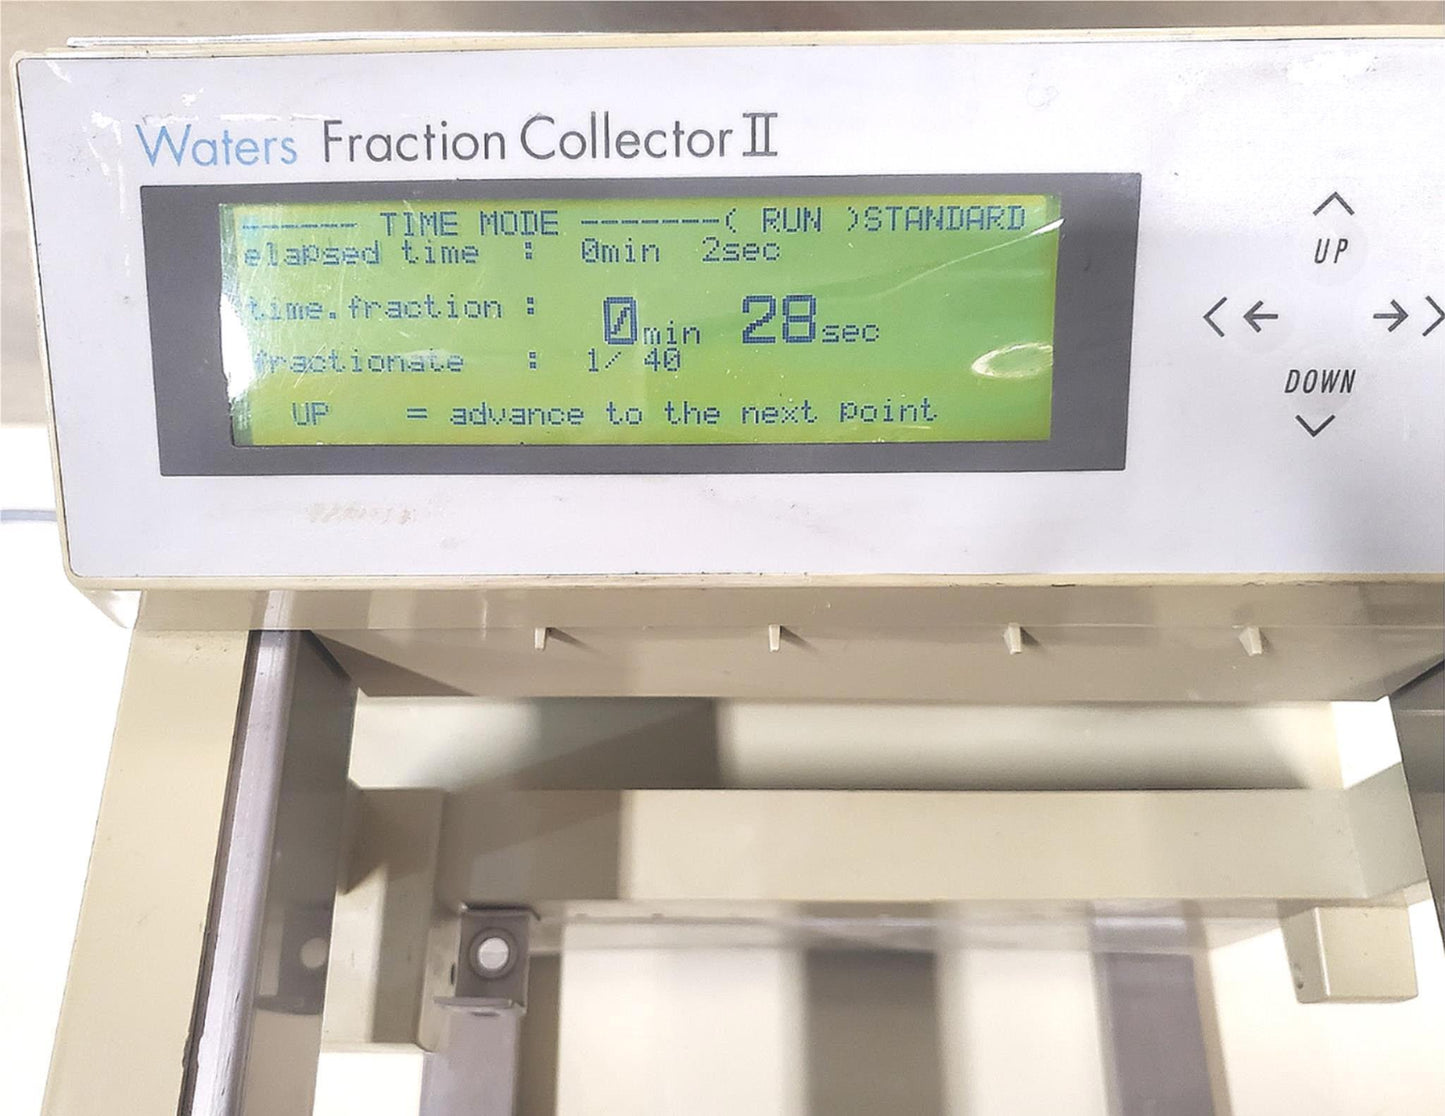 Waters Fraction Collector II
------ TIME MODE -------( RUN )STANDARD
elapsed time : 0min 2sec
time.fraction : 0min 28sec
fractionate : 1/ 40
UP = advance to the next point
UP
DOWN